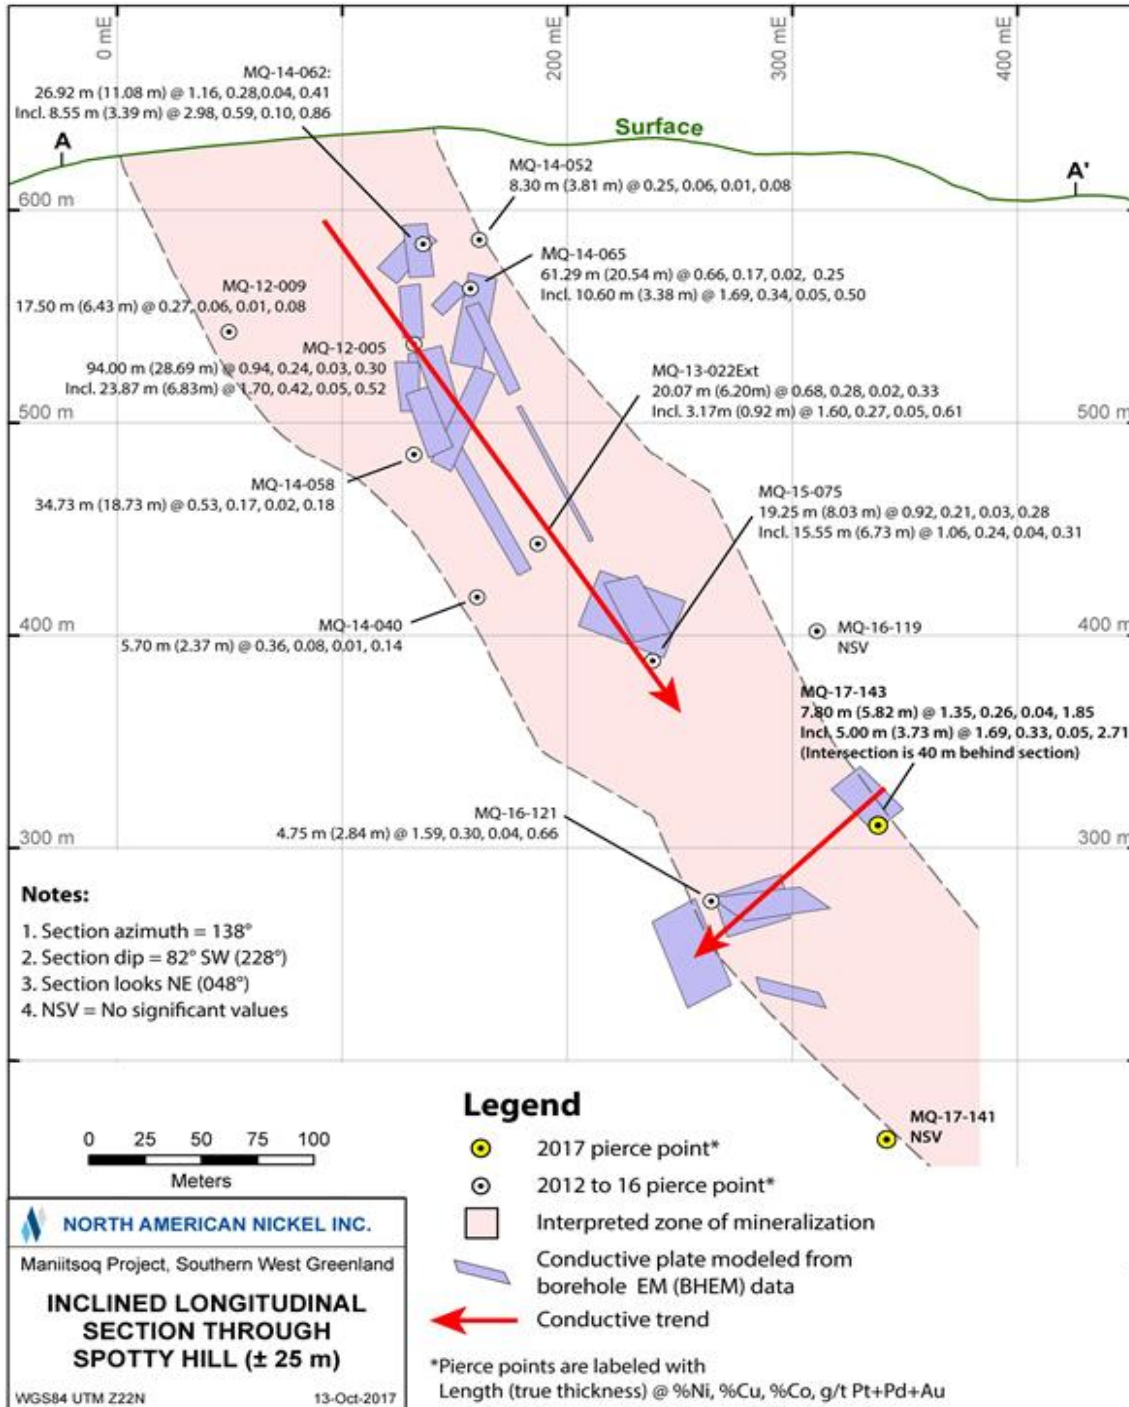 0 mE
200 mE
300 mE
400 mE
MQ-14-062:
26.92 m (11.08 m) @ 1.16, 0.28,0.04, 0.41
Incl. 8.55 m (3.39 m) @ 2.98, 0.59, 0.10, 0.86
A
Surface
A'
MQ-14-052
8.30 m (3.81 m) @ 0.25, 0.06, 0.01, 0.08
600 m
MQ-14-065
61.29 m (20.54 m) @ 0.66, 0.17, 0.02, 0.25
Incl. 10.60 m (3.38 m) @ 1.69, 0.34, 0.05, 0.50
MQ-12-009
17.50 m (6.43 m) @ 0.27, 0.06, 0.01, 0.08
MQ-12-005
94.00 m (28.69 m) @ 0.94, 0.24, 0.03, 0.30
Incl. 23.87 m (6.83m) @ 1.70, 0.42, 0.05, 0.52
MQ-13-022Ext
20.07 m (6.20m) @ 0.68, 0.28, 0.02, 0.33
Incl. 3.17m (0.92 m) @ 1.60, 0.27, 0.05, 0.61
500 m
500 m
MQ-14-058
34.73 m (18.73 m) @ 0.53, 0.17, 0.02, 0.18
MQ-15-075
19.25 m (8.03 m) @ 0.92, 0.21, 0.03, 0.28
Incl. 15.55 m (6.73 m) @ 1.06, 0.24, 0.04, 0.31
400 m
400 m
MQ-14-040
5.70 m (2.37 m) @ 0.36, 0.08, 0.01, 0.14
MQ-16-119
NSV
MQ-17-143
7.80 m (5.82 m) @ 1.35, 0.26, 0.04, 1.85
Incl. 5.00 m (3.73 m) @ 1.69, 0.33, 0.05, 2.71
(Intersection is 40 m behind section)
MQ-16-121
4.75 m (2.84 m) @ 1.59, 0.30, 0.04, 0.66
300 m
300 m
Notes:
1. Section azimuth = 138°
2. Section dip = 82° SW (228°)
3. Section looks NE (048°)
4. NSV = No significant values
MQ-17-141
NSV
0 25 50 75 100
Meters
Legend
2017 pierce point*
2012 to 16 pierce point*
Interpreted zone of mineralization
Conductive plate modeled from
borehole EM (BHEM) data
Conductive trend
*Pierce points are labeled with
Length (true thickness) @ %Ni, %Cu, %Co, g/t Pt+Pd+Au
NORTH AMERICAN NICKEL INC.
Maniitsoq Project, Southern West Greenland
INCLINED LONGITUDINAL
SECTION THROUGH
SPOTTY HILL (± 25 m)
WGS84 UTM Z22N
13-Oct-2017